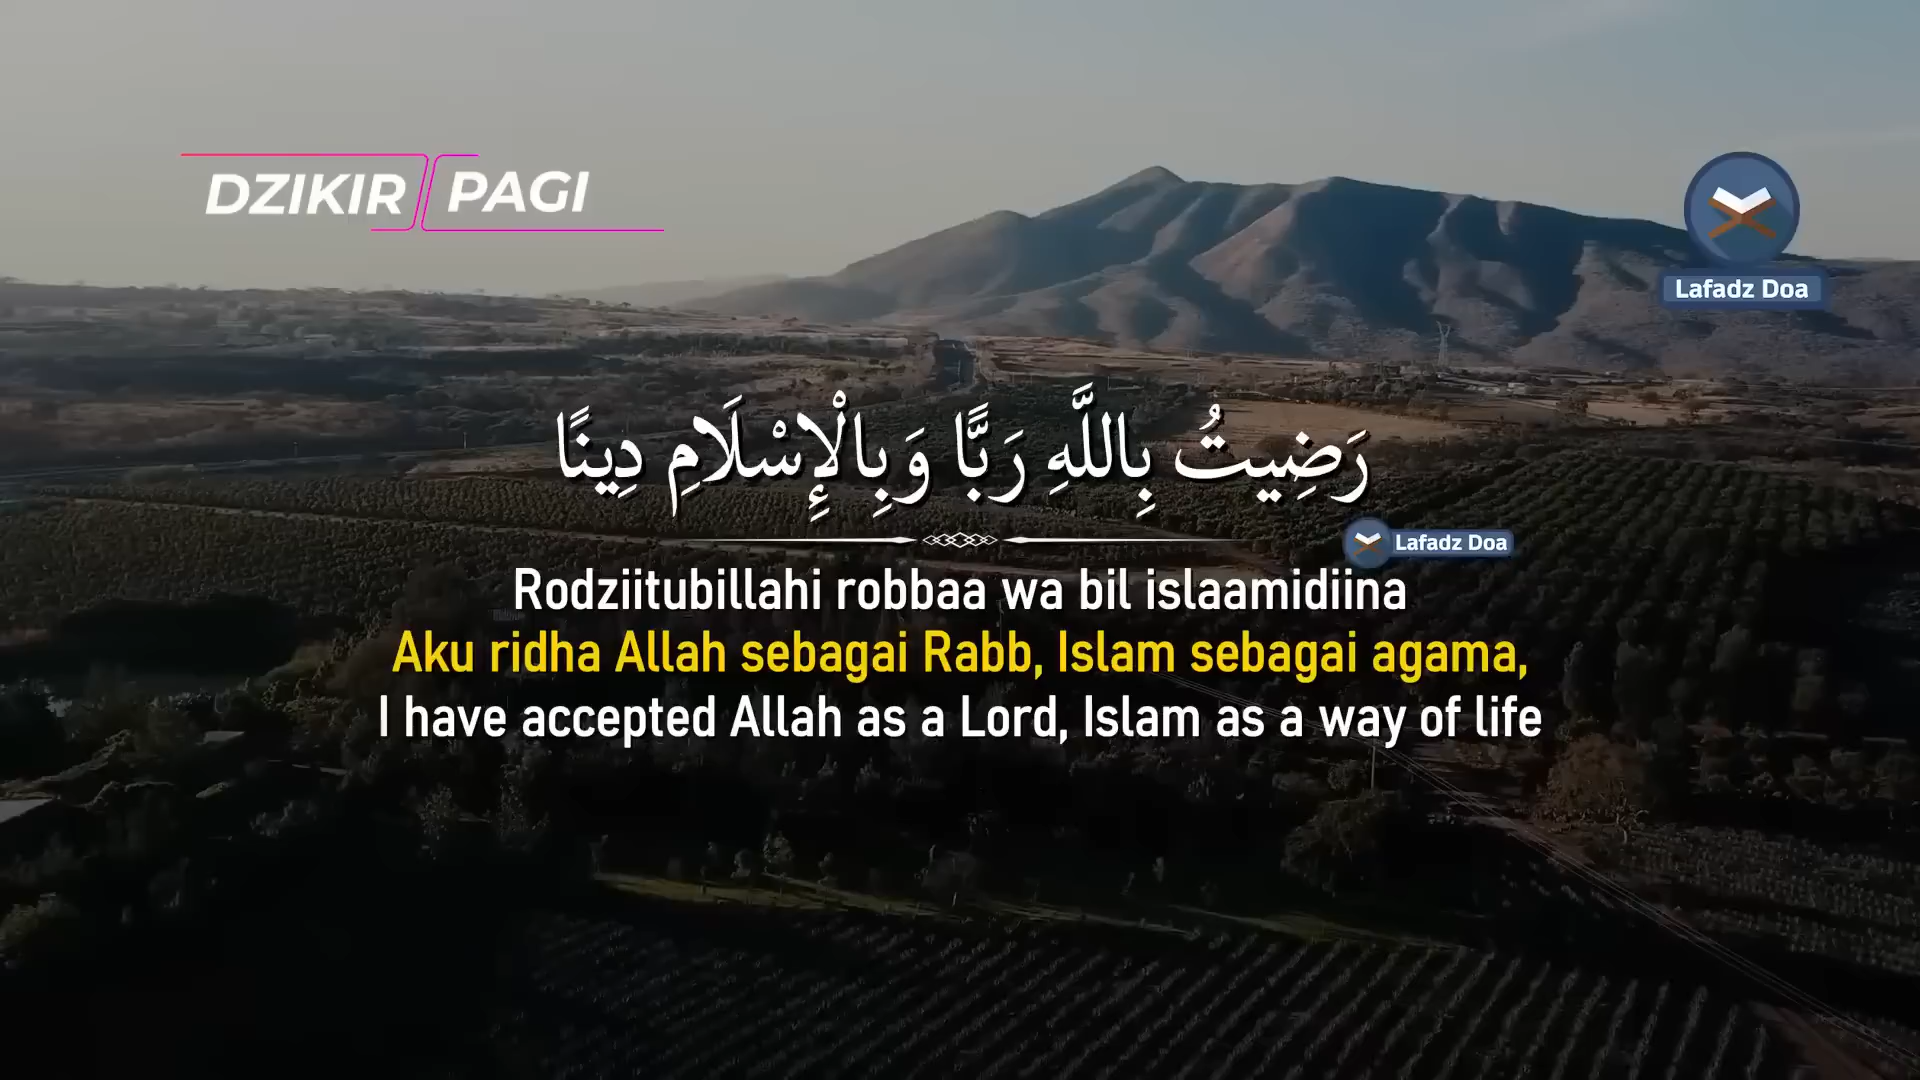 DZIKIR PAGI
Lafadz Doa
رَضِيتُ بِاللَّهِ رَبًّا وَبِالْإِسْلَامِ دِينًا
Lafadz Doa
Rodziitubillahi robbaa wa bil islaamidiina
Aku ridha Allah sebagai Rabb, Islam sebagai agama,
I have accepted Allah as a Lord, Islam as a way of life